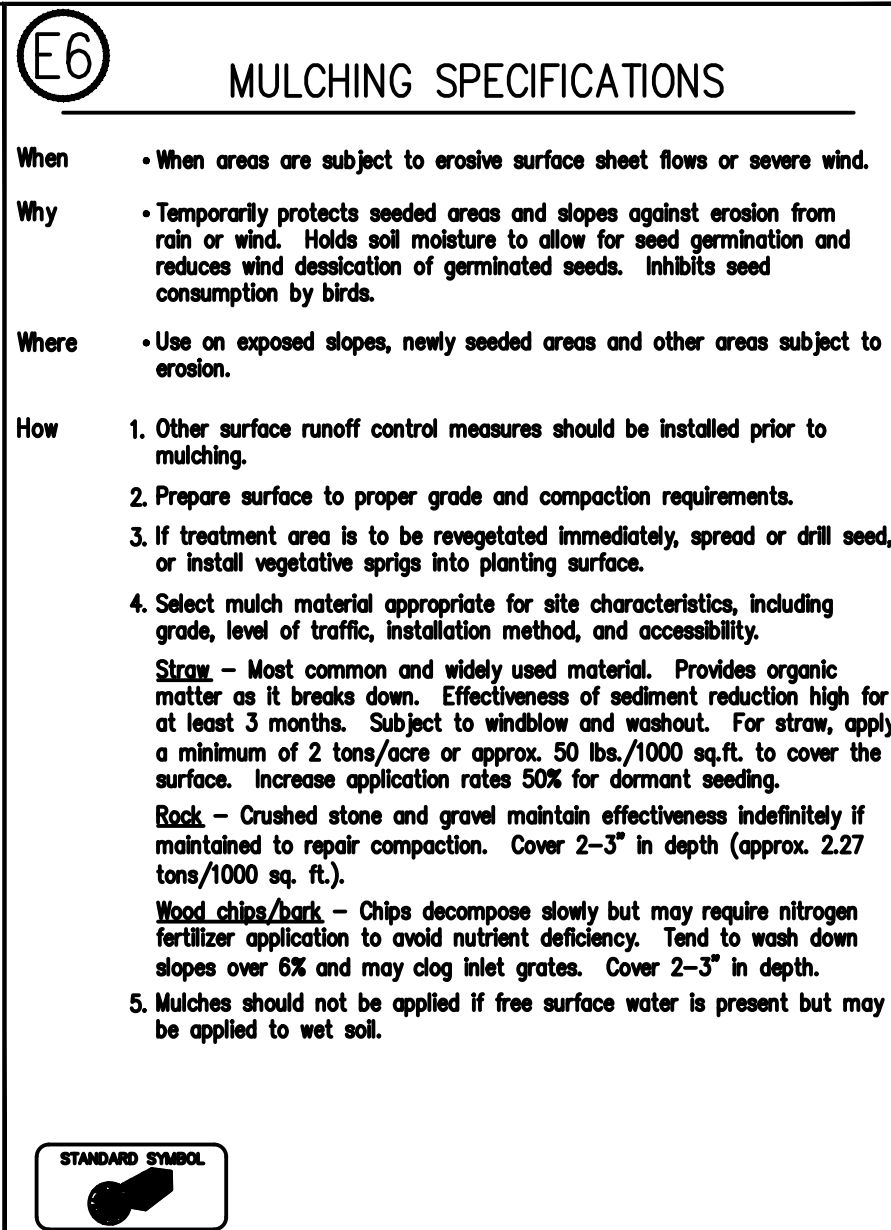 E6
MULCHING SPECIFICATIONS
When
• When areas are subject to erosive surface sheet flows or severe wind.
Why
• Temporarily protects seeded areas and slopes against erosion from
rain or wind. Holds soil moisture to allow for seed germination and
reduces wind dessication of germinated seeds. Inhibits seed
consumption by birds.
Where
• Use on exposed slopes, newly seeded areas and other areas subject to
erosion.
How
1. Other surface runoff control measures should be installed prior to
mulching.
2. Prepare surface to proper grade and compaction requirements.
3. If treatment area is to be revegetated immediately, spread or drill seed,
or install vegetative sprigs into planting surface.
4. Select mulch material appropriate for site characteristics, including
grade, level of traffic, installation method, and accessibility.
Straw – Most common and widely used material. Provides organic
matter as it breaks down. Effectiveness of sediment reduction high for
at least 3 months. Subject to windblow and washout. For straw, apply
a minimum of 2 tons/acre or approx. 50 lbs./1000 sq.ft. to cover the
surface. Increase application rates 50% for dormant seeding.
Rock – Crushed stone and gravel maintain effectiveness indefinitely if
maintained to repair compaction. Cover 2–3" in depth (approx. 2.27
tons/1000 sq. ft.).
Wood chips/bark – Chips decompose slowly but may require nitrogen
fertilizer application to avoid nutrient deficiency. Tend to wash down
slopes over 6% and may clog inlet grates. Cover 2–3" in depth.
5. Mulches should not be applied if free surface water is present but may
be applied to wet soil.
STANDARD SYMBOL